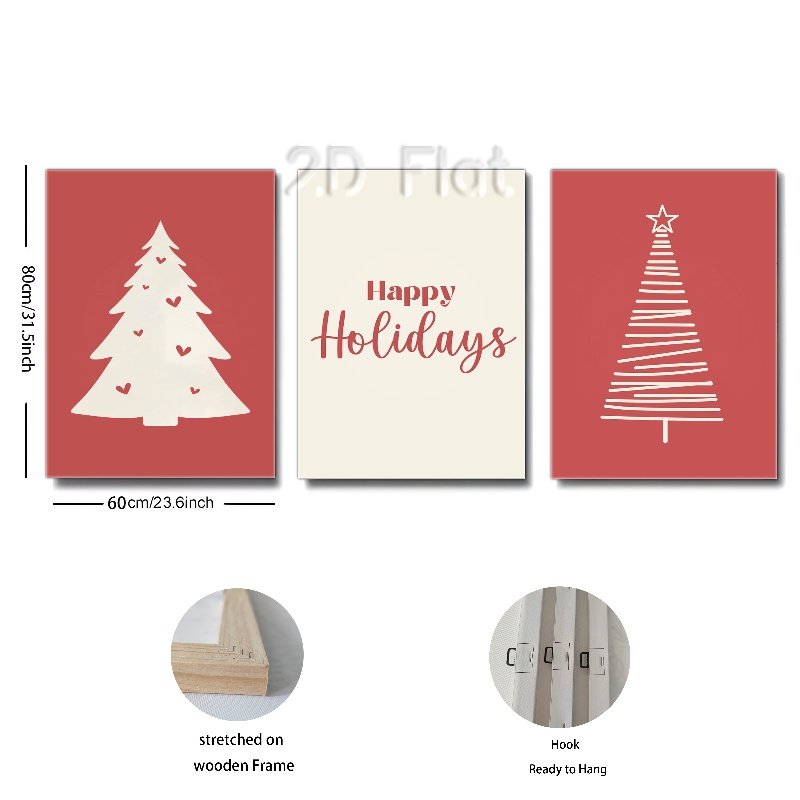 2D Flat
80cm/31.5inch
Happy
Holidays
60cm/23.6inch
stretched on
wooden Frame
Hook
Ready to Hang